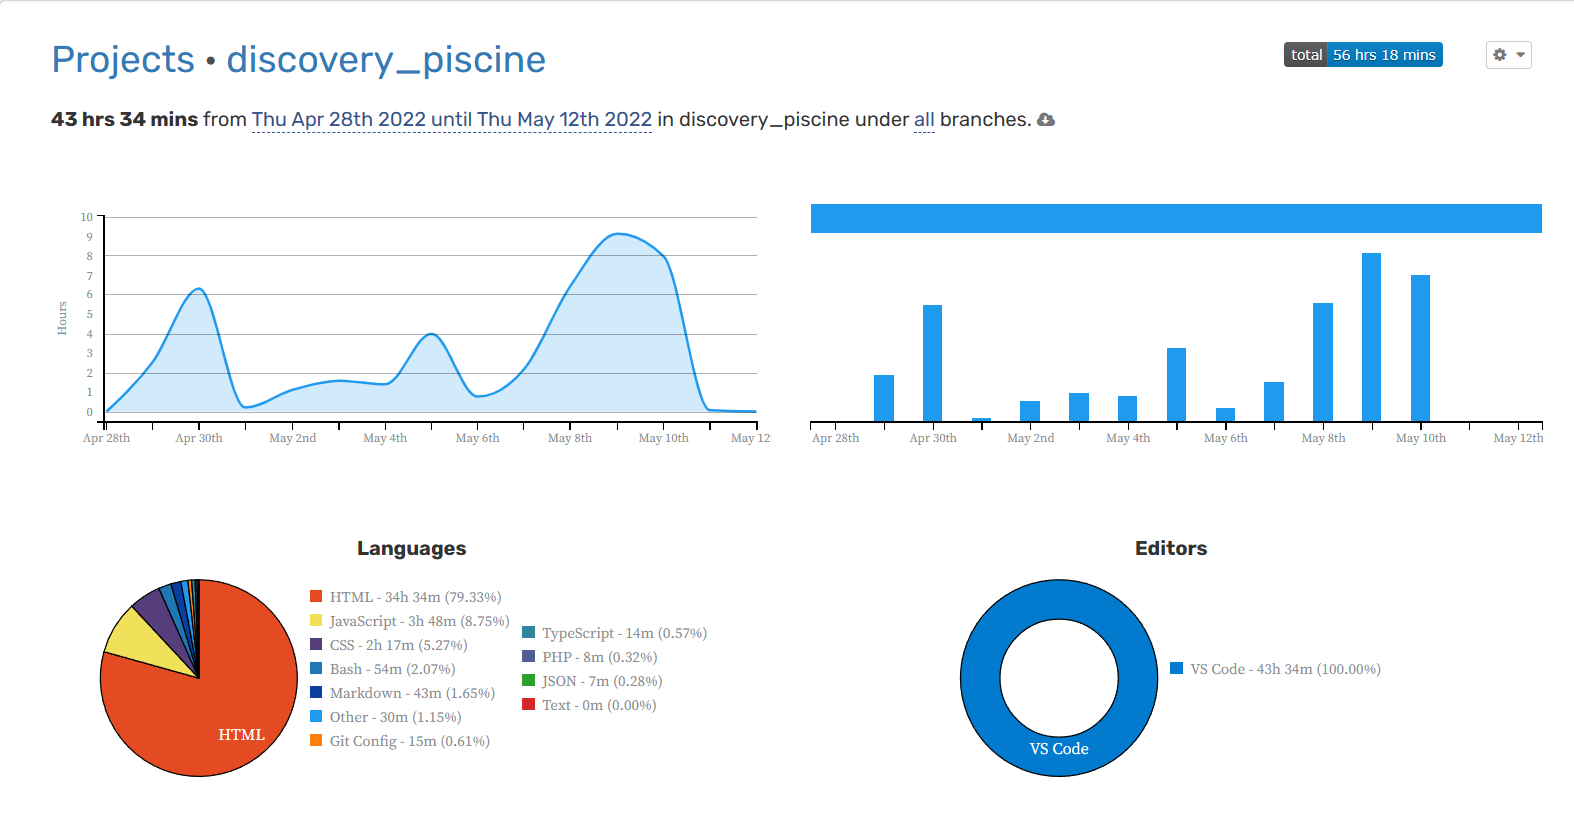 Projects • discovery_piscine
total 56 hrs 18 mins
43 hrs 34 mins from Thu Apr 28th 2022 until Thu May 12th 2022 in discovery_piscine under all branches.
Hours
10
9
8
7
6
5
4
3
2
1
0
Apr 28th Apr 30th May 2nd May 4th May 6th May 8th May 10th May 12
Apr 28th Apr 30th May 2nd May 4th May 6th May 8th May 10th May 12th
Languages
HTML
HTML - 34h 34m (79.33%)
JavaScript - 3h 48m (8.75%)
CSS - 2h 17m (5.27%)
Bash - 54m (2.07%)
Markdown - 43m (1.65%)
Other - 30m (1.15%)
Git Config - 15m (0.61%)
TypeScript - 14m (0.57%)
PHP - 8m (0.32%)
JSON - 7m (0.28%)
Text - 0m (0.00%)
Editors
VS Code
VS Code - 43h 34m (100.00%)